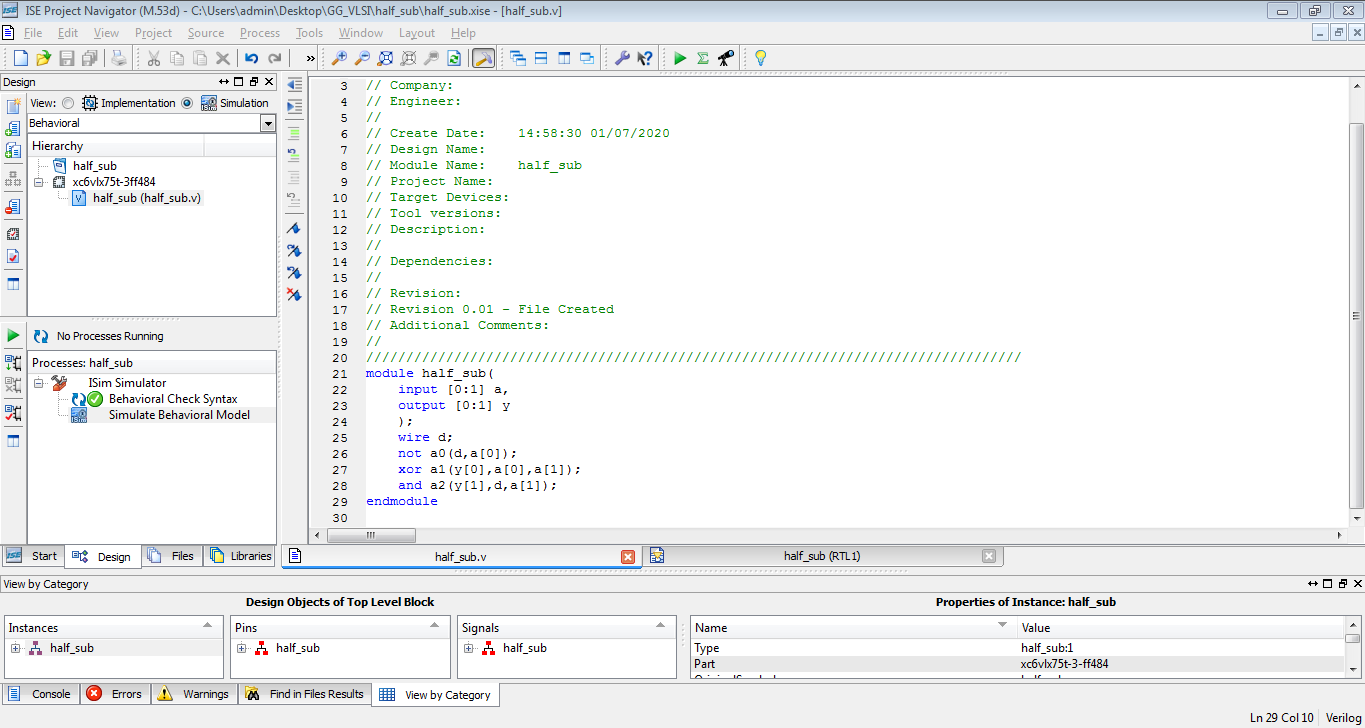 ISE Project Navigator (M.53d) - C:\Users\admin\Desktop\GG_VLSI\half_sub\half_sub.xise - [half_sub.v]
File Edit View Project Source Process Tools Window Layout Help
Design
View: Implementation Simulation
Behavioral
Hierarchy
half_sub
xc6vlx75t-3ff484
half_sub (half_sub.v)
No Processes Running
Processes: half_sub
ISim Simulator
Behavioral Check Syntax
Simulate Behavioral Model
Start Design Files Libraries
3 // Company:
4 // Engineer:
5 //
6 // Create Date:    14:58:30 01/07/2020
7 // Design Name:
8 // Module Name:    half_sub
9 // Project Name:
10 // Target Devices:
11 // Tool versions:
12 // Description:
13 //
14 // Dependencies:
15 //
16 // Revision:
17 // Revision 0.01 - File Created
18 // Additional Comments:
19 //
20 //////////////////////////////////////////////////////////////////////////////////
21 module half_sub(
22     input [0:1] a,
23     output [0:1] y
24     );
25     wire d;
26     not a0(d,a[0]);
27     xor a1(y[0],a[0],a[1]);
28     and a2(y[1],d,a[1]);
29 endmodule
30
half_sub.v half_sub (RTL1)
View by Category
Design Objects of Top Level Block Properties of Instance: half_sub
Instances Pins Signals Name Value
half_sub half_sub half_sub Type half_sub:1
Part xc6vlx75t-3-ff484
Console Errors Warnings Find in Files Results View by Category
Ln 29 Col 10 Verilog